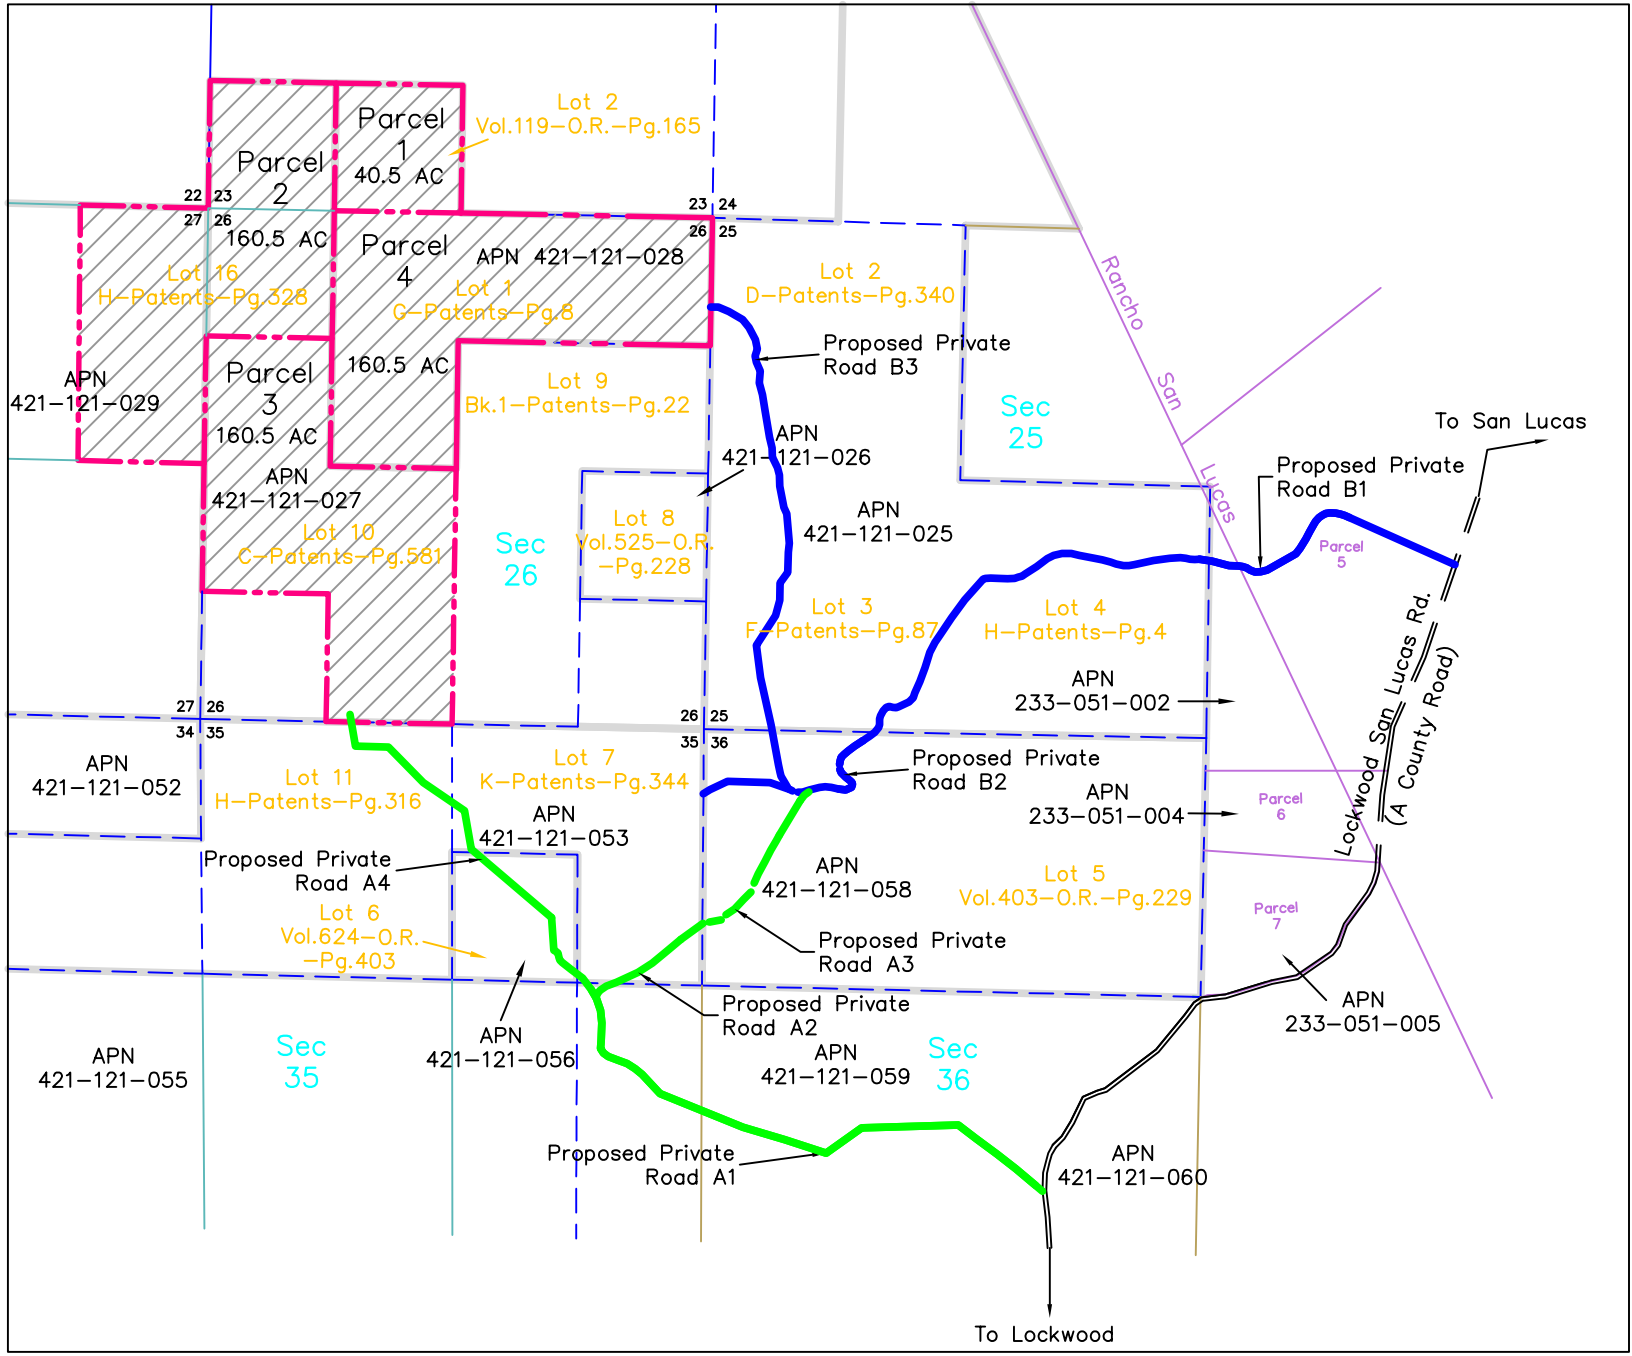 Lot 2
Vol.119-O.R.-Pg.165
Parcel
1
40.5 AC
Parcel
2
160.5 AC
22 23
27 26
23 24
26 25
Parcel
4
APN 421-121-028
Lot 1
G-Patents-Pg.8
160.5 AC
Lot 16
H-Patents-Pg.328
Lot 2
D-Patents-Pg.340
Rancho
San
Lucas
Proposed Private
Road B3
APN
421-121-029
Parcel
3
160.5 AC
APN
421-121-027
Lot 10
C-Patents-Pg.581
Lot 9
Bk.1-Patents-Pg.22
APN
421-121-026
Sec
25
To San Lucas
Proposed Private
Road B1
Sec
26
Lot 8
Vol.525-O.R.
-Pg.228
APN
421-121-025
Parcel
5
Lot 3
F-Patents-Pg.87
Lot 4
H-Patents-Pg.4
APN
233-051-002
Lockwood San Lucas Rd.
(A County Road)
27 26
34 35
26 25
35 36
APN
421-121-052
Lot 11
H-Patents-Pg.316
Lot 7
K-Patents-Pg.344
Proposed Private
Road B2
APN
233-051-004
Parcel
6
APN
421-121-053
Proposed Private
Road A4
APN
421-121-058
Lot 5
Vol.403-O.R.-Pg.229
Parcel
7
Lot 6
Vol.624-O.R.
-Pg.403
Proposed Private
Road A3
Proposed Private
Road A2
APN
233-051-005
APN
421-121-055
Sec
35
APN
421-121-056
APN
421-121-059
Sec
36
Proposed Private
Road A1
APN
421-121-060
To Lockwood